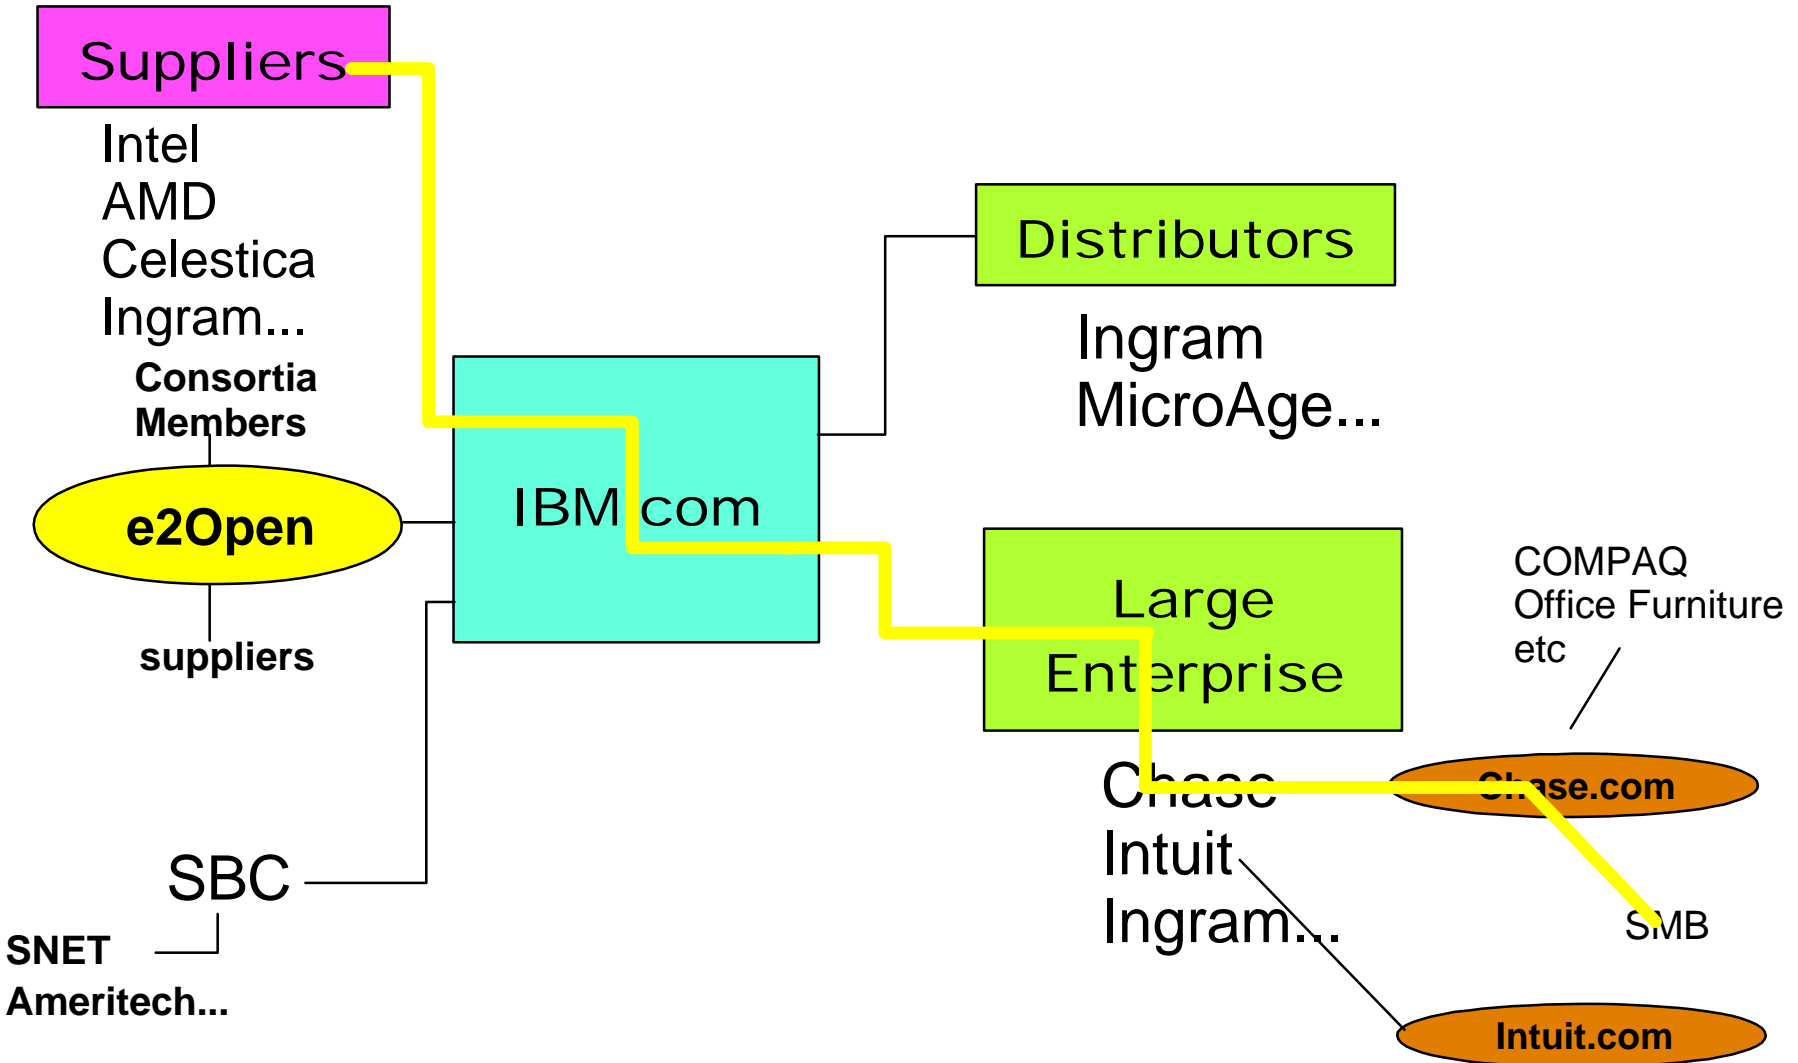 Suppliers
Intel
AMD
Celestica
Ingram...
Consortia
Members
e2Open
suppliers
SBC
SNET
Ameritech...
IBM.com
Distributors
Ingram
MicroAge...
Large
Enterprise
Chase
Intuit
Ingram...
COMPAQ
Office Furniture
etc
Chase.com
SMB
Intuit.com